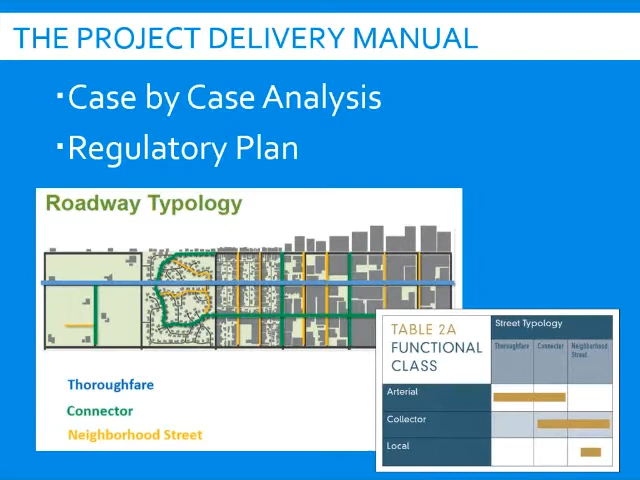 THE PROJECT DELIVERY MANUAL
▪Case by Case Analysis
▪Regulatory Plan
Roadway Typology
Thoroughfare
Connector
Neighborhood Street
TABLE 2A
FUNCTIONAL
CLASS
Street Typology
Thoroughfare Connector Neighborhood
Street
Arterial
Collector
Local